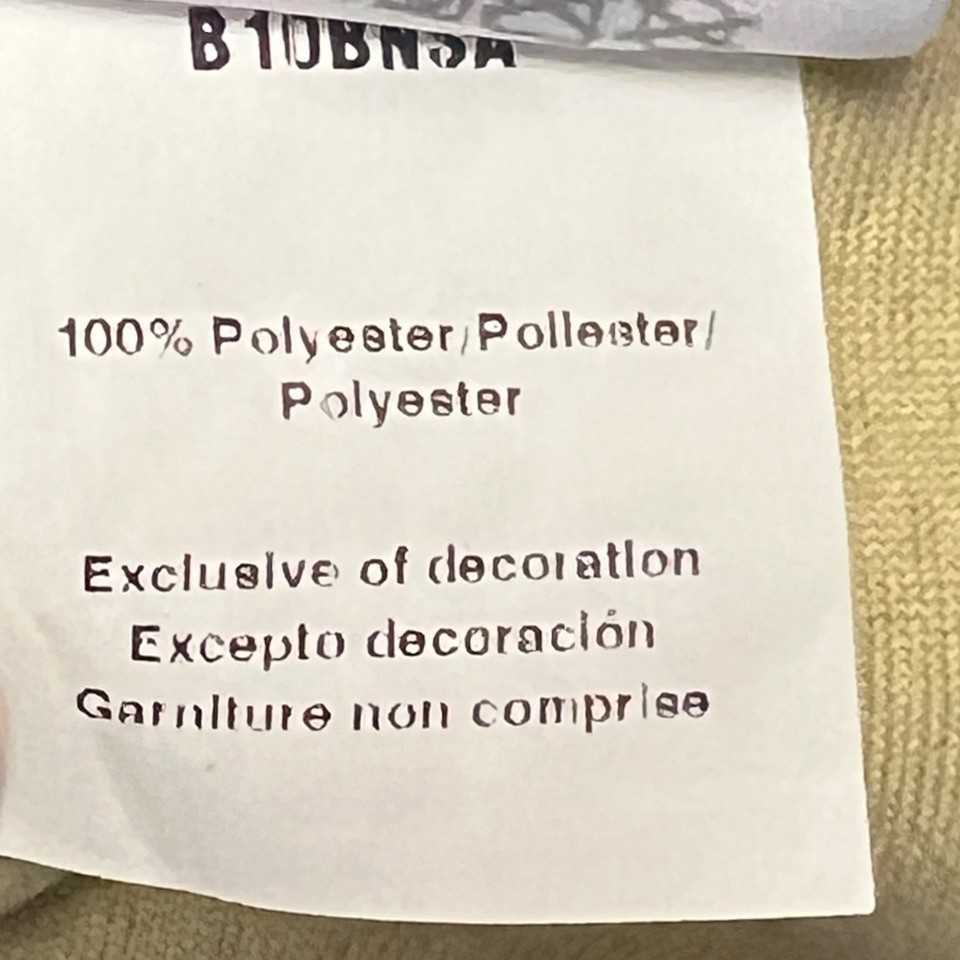 100% Polyester/Poliester/
Polyester
Exclusive of decoration
Excepto decoración
Garniture non comprise